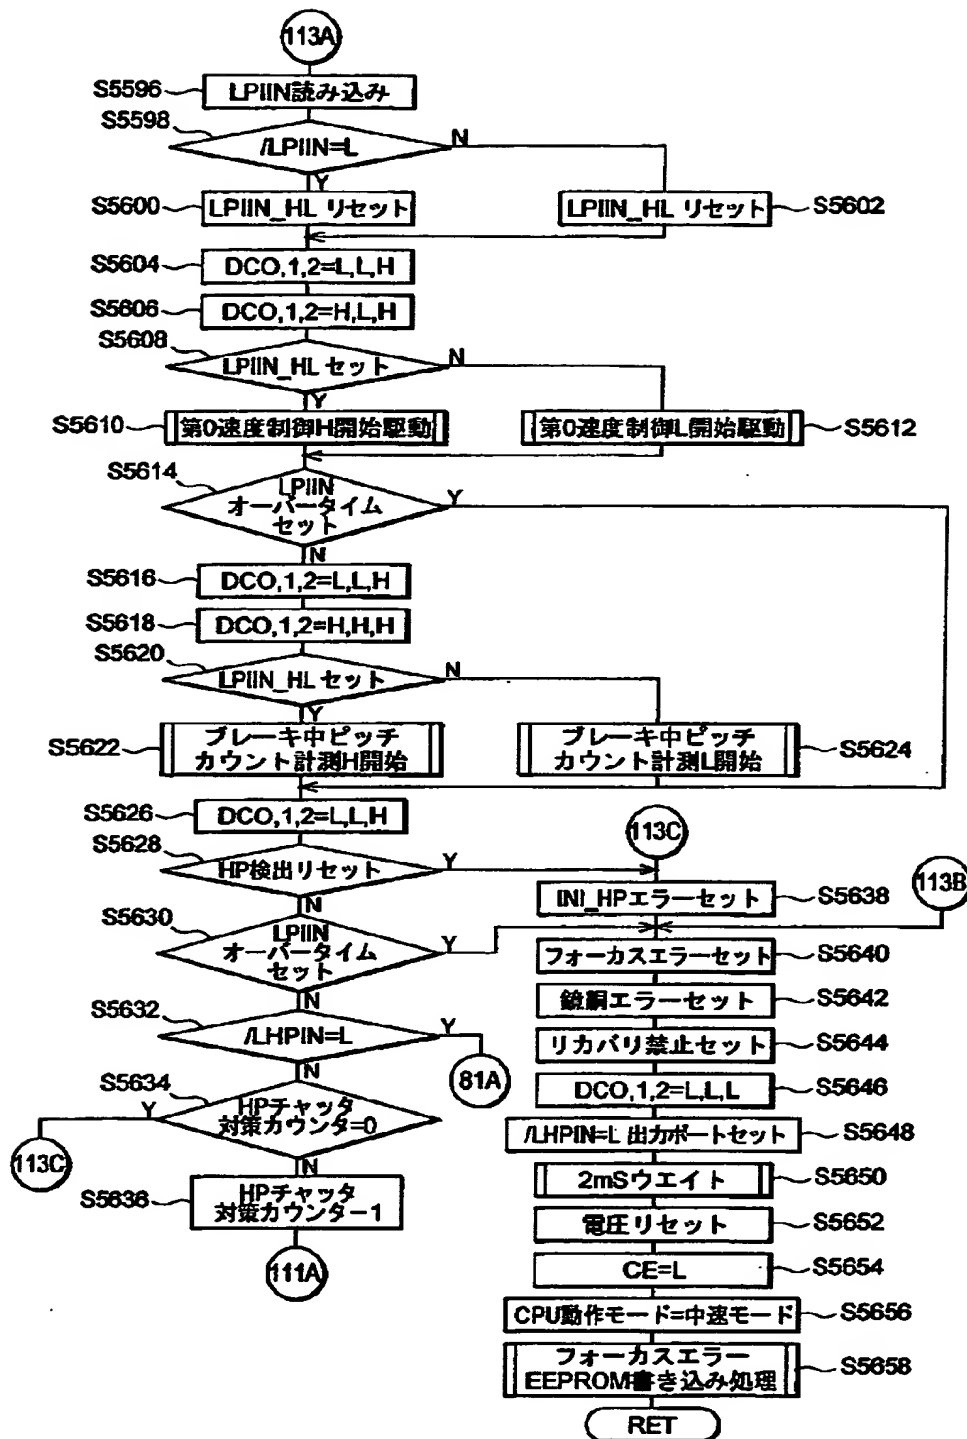 113A
S5596
LPIIN読み込み
S5598
/LPIIN=L
N
Y
S5600
LPIIN_HL リセット
LPIIN_HL リセット
S5602
S5604
DCO,1,2=L,L,H
S5606
DCO,1,2=H,L,H
S5608
LPIIN_HL セット
N
Y
S5610
第0速度制御H開始駆動
第0速度制御L開始駆動
S5612
S5614
LPIIN
オーバータイム
セット
Y
N
S5616
DCO,1,2=L,L,H
S5618
DCO,1,2=H,H,H
S5620
LPIIN_HL セット
N
Y
S5622
ブレーキ中ピッチ
カウント計測H開始
ブレーキ中ピッチ
カウント計測L開始
S5624
S5626
DCO,1,2=L,L,H
S5628
HP検出リセット
Y
N
S5630
LPIIN
オーバータイム
セット
Y
N
S5632
/LHPIN=L
Y
81A
N
S5634
HPチャッタ
対策カウンタ=0
Y
113C
N
S5636
HPチャッタ
対策カウンター1
111A
113C
113B
INI_HPエラーセット
S5638
フォーカスエラーセット
S5640
鏡胴エラーセット
S5642
リカバリ禁止セット
S5644
DCO,1,2=L,L,L
S5646
/LHPIN=L 出力ポートセット
S5648
2mSウエイト
S5650
電圧リセット
S5652
CE=L
S5654
CPU動作モード=中速モード
S5656
フォーカスエラー
EEPROM書き込み処理
S5658
RET